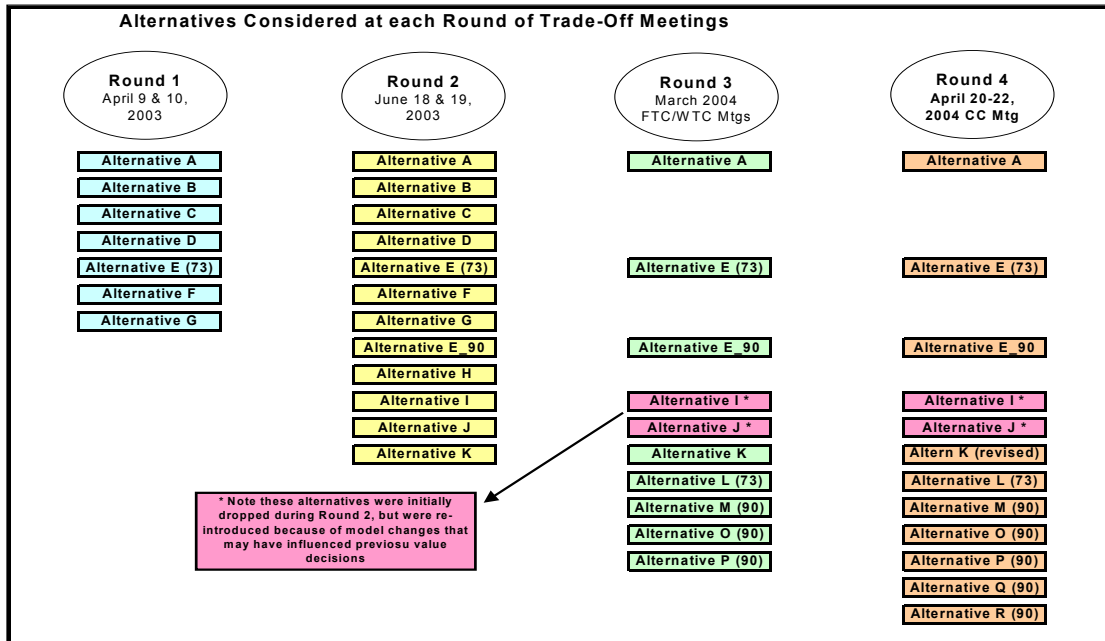 Alternatives Considered at each Round of Trade-Off Meetings
Round 1
April 9 & 10,
2003
Alternative A
Alternative B
Alternative C
Alternative D
Alternative E (73)
Alternative F
Alternative G
Round 2
June 18 & 19,
2003
Alternative A
Alternative B
Alternative C
Alternative D
Alternative E (73)
Alternative F
Alternative G
Alternative E_90
Alternative H
Alternative I
Alternative J
Alternative K
Round 3
March 2004
FTC/WTC Mtgs
Alternative A
Alternative E (73)
Alternative E_90
Alternative I *
Alternative J *
Alternative K
Alternative L (73)
Alternative M (90)
Alternative O (90)
Alternative P (90)
Round 4
April 20-22,
2004 CC Mtg
Alternative A
Alternative E (73)
Alternative E_90
Alternative I *
Alternative J *
Altern K (revised)
Alternative L (73)
Alternative M (90)
Alternative O (90)
Alternative P (90)
Alternative Q (90)
Alternative R (90)
* Note these alternatives were initially
dropped during Round 2, but were re-
introduced because of model changes that
may have influenced previosu value
decisions